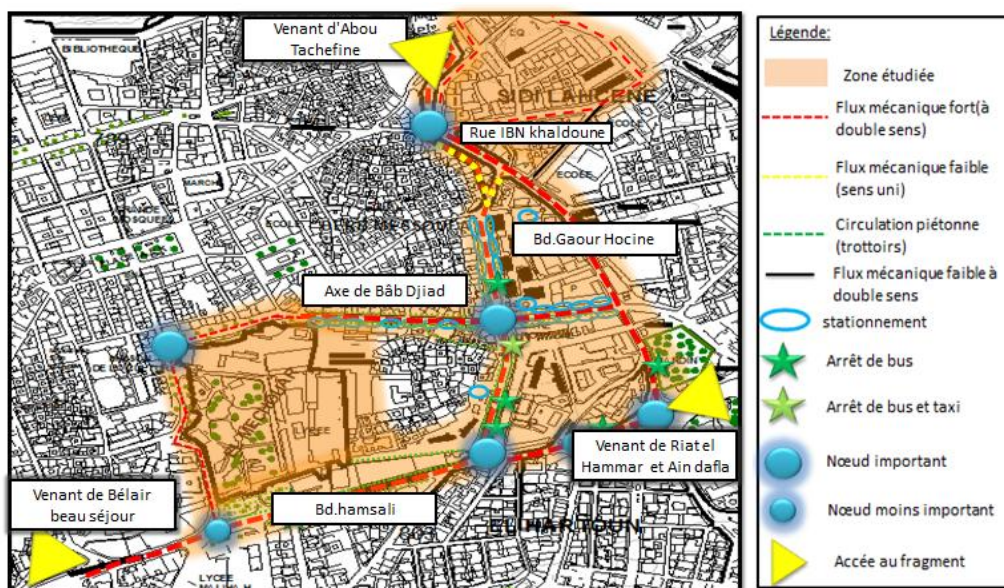 Venant d'Abou
Tachefine
BIBLIOTHEQUE
CQ
SIDI LAHCENE
Rue IBN khaldoune
ECOLE
MARCHE
GRANDE
MOSQUEE
ECOLE
Bd.Gaour Hocine
Axe de Bâb Djiad
JARDIN
LYCEE
Venant de Riat el
Hammar et Ain dafla
Venant de Bélair
beau séjour
Bd.hamsali
EL HARTOUN
LYCEE
Légende:
Zone étudiée
Flux mécanique fort(à
double sens)
Flux mécanique faible
(sens uni)
Circulation piétonne
(trottoirs)
Flux mécanique faible à
double sens
stationnement
Arrêt de bus
Arrêt de bus et taxi
Nœud important
Nœud moins important
Accée au fragment